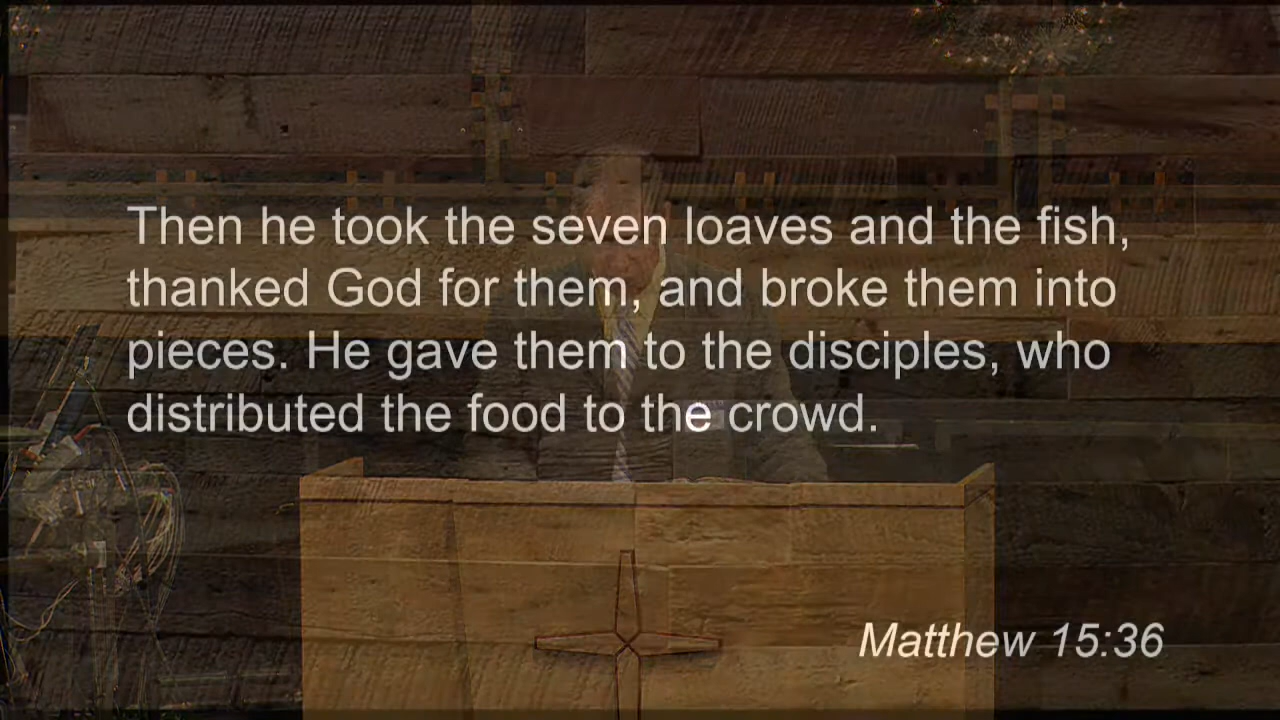 Then he took the seven loaves and the fish,
thanked God for them, and broke them into
pieces. He gave them to the disciples, who
distributed the food to the crowd.
Matthew 15:36